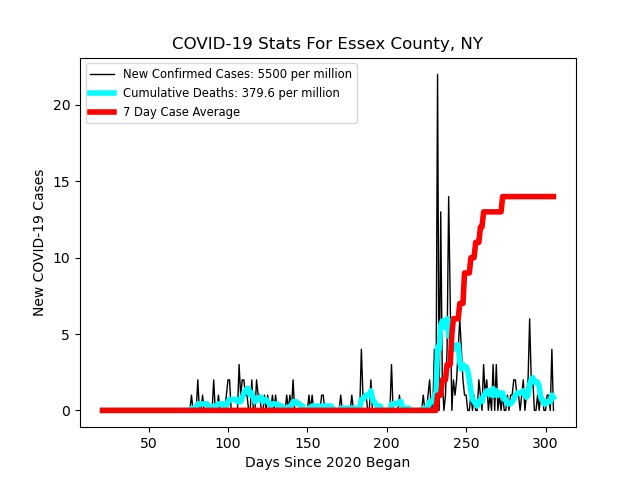 COVID-19 Stats For Essex County, NY
New Confirmed Cases: 5500 per million
Cumulative Deaths: 379.6 per million
7 Day Case Average
New COVID-19 Cases
20
15
10
5
0
50 100 150 200 250 300
Days Since 2020 Began